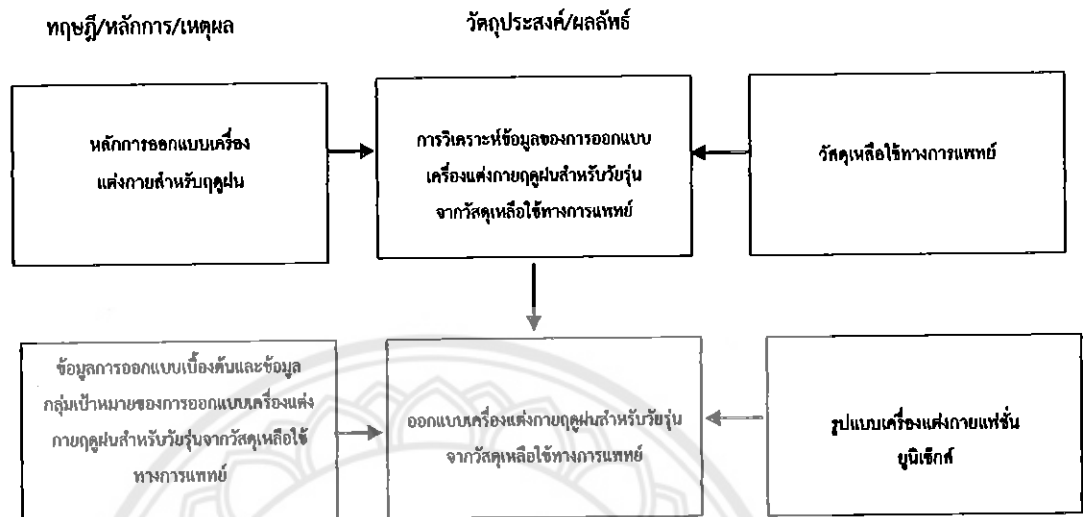 ทฤษฎี/หลักการ/เหตุผล
วัตถุประสงค์/ผลลัพธ์
หลักการออกแบบเครื่อง
แต่งกายสำหรับฤดูฝน
การวิเคราะห์ข้อมูลของการออกแบบ
เครื่องแต่งกายฤดูฝนสำหรับวัยรุ่น
จากวัสดุเหลือใช้ทางการแพทย์
วัสดุเหลือใช้ทางการแพทย์
ข้อมูลการออกแบบเบื้องต้นและข้อมูล
กลุ่มเป้าหมายของการออกแบบเครื่องแต่ง
กายฤดูฝนสำหรับวัยรุ่นจากวัสดุเหลือใช้
ทางการแพทย์
ออกแบบเครื่องแต่งกายฤดูฝนสำหรับวัยรุ่น
จากวัสดุเหลือใช้ทางการแพทย์
รูปแบบเครื่องแต่งกายแฟชั่น
ยูนิเซ็กส์